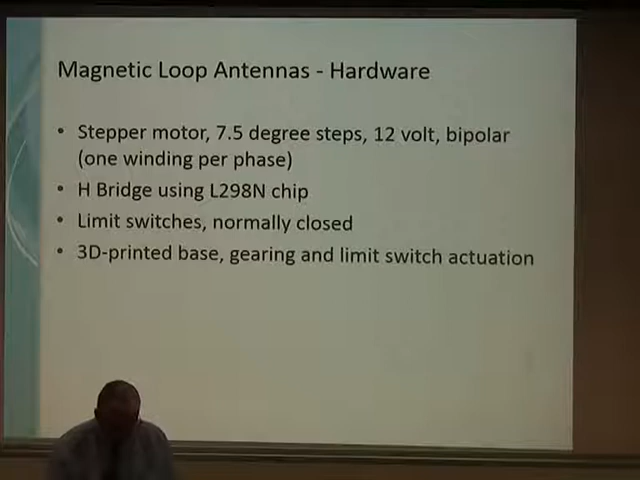 Magnetic Loop Antennas - Hardware
• Stepper motor, 7.5 degree steps, 12 volt, bipolar
(one winding per phase)
• H Bridge using L298N chip
• Limit switches, normally closed
• 3D-printed base, gearing and limit switch actuation